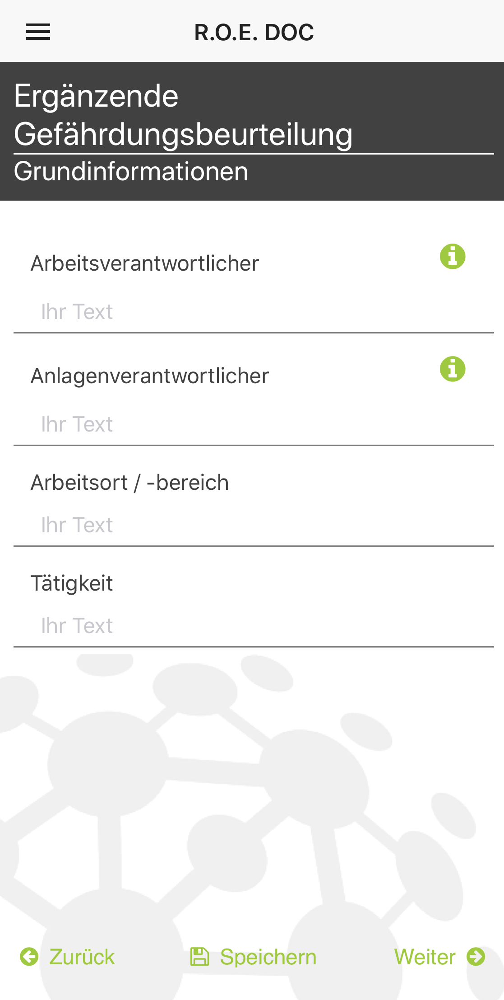 R.O.E. DOC
Ergänzende
Gefährdungsbeurteilung
Grundinformationen
Arbeitsverantwortlicher
Ihr Text
Anlagenverantwortlicher
Ihr Text
Arbeitsort / -bereich
Ihr Text
Tätigkeit
Ihr Text
Zurück Speichern Weiter